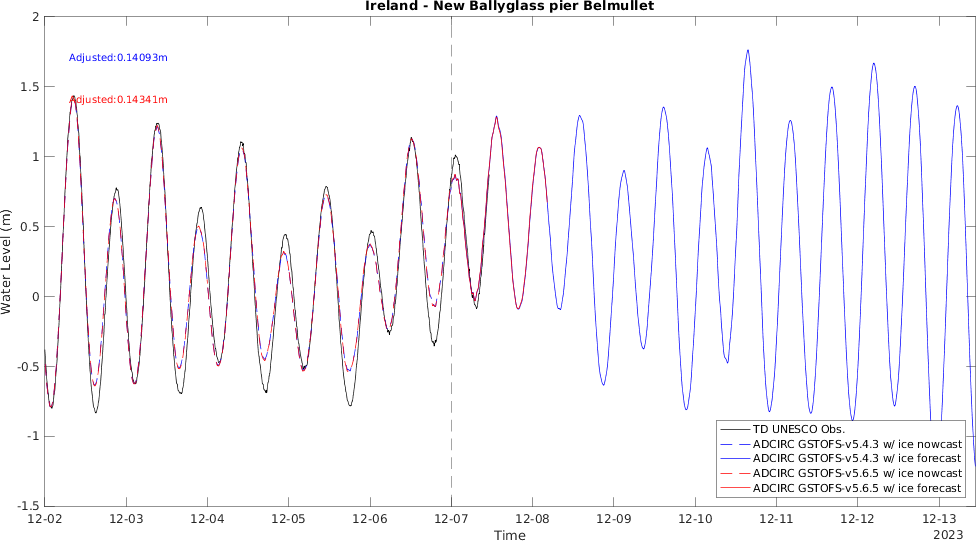 Ireland - New Ballyglass pier Belmullet
Adjusted:0.14093m
Adjusted:0.14341m
Water Level (m)
2
1.5
1
0.5
0
-0.5
-1
-1.5
TD UNESCO Obs.
ADCIRC GSTOFS-v5.4.3 w/ ice nowcast
ADCIRC GSTOFS-v5.4.3 w/ ice forecast
ADCIRC GSTOFS-v5.6.5 w/ ice nowcast
ADCIRC GSTOFS-v5.6.5 w/ ice forecast
12-02 12-03 12-04 12-05 12-06 12-07 12-08 12-09 12-10 12-11 12-12 12-13
Time
2023